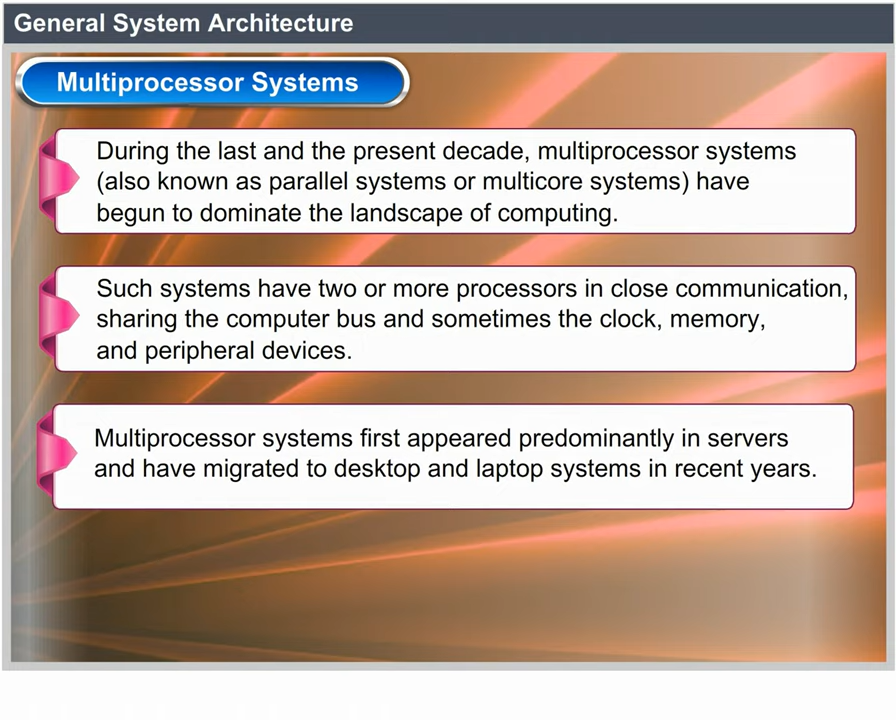 General System Architecture
Multiprocessor Systems
During the last and the present decade, multiprocessor systems
(also known as parallel systems or multicore systems) have
begun to dominate the landscape of computing.
Such systems have two or more processors in close communication,
sharing the computer bus and sometimes the clock, memory,
and peripheral devices.
Multiprocessor systems first appeared predominantly in servers
and have migrated to desktop and laptop systems in recent years.